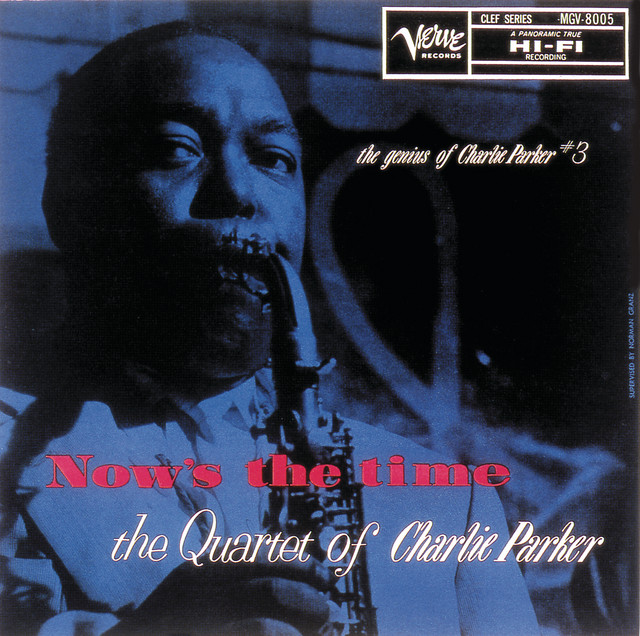 Verve
RECORDS
CLEF SERIES MGV-8005
A PANORAMIC TRUE
HI-FI
RECORDING
the genius of Charlie Parker #3
SUPERVISED BY NORMAN GRANZ
Now's the time
the Quartet of Charlie Parker